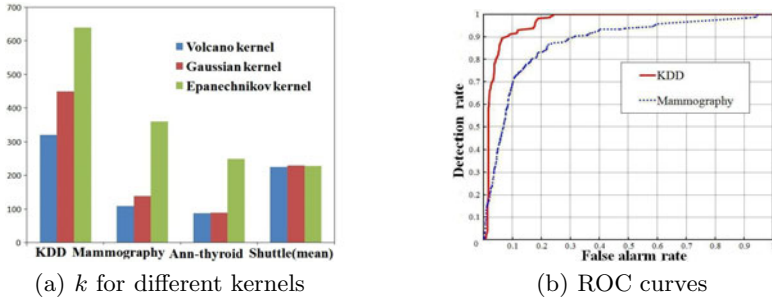 700
600
500
400
300
200
100
0
Volcano kernel
Gaussian kernel
Epanechnikov kernel
KDD Mammography Ann-thyroid Shuttle(mean)
(a) k for different kernels
Detection rate
1
0.9
0.8
0.7
0.6
0.5
0.4
0.3
0.2
0.1
0
KDD
Mammography
0.1 0.2 0.3 0.4 0.5 0.6 0.7 0.8 0.9
False alarm rate
(b) ROC curves